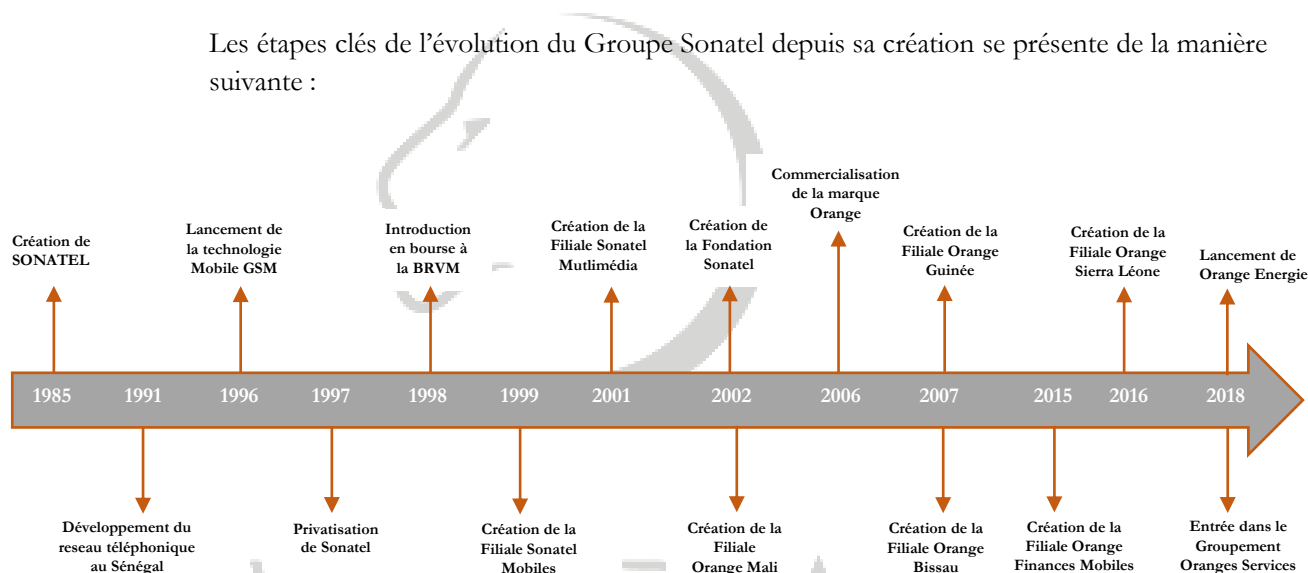 Les étapes clés de l’évolution du Groupe Sonatel depuis sa création se présente de la manière
suivante :
Commercialisation
de la marque
Orange
Création de
SONATEL
Lancement de
la technologie
Mobile GSM
Introduction
en bourse à
la BRVM
Création de la
Filiale Sonatel
Mutlimédia
Création de
la Fondation
Sonatel
Création de la
Filiale Orange
Guinée
Création de la
Filiale Orange
Sierra Léone
Lancement de
Orange Energie
1985 1991 1996 1997 1998 1999 2001 2002 2006 2007 2015 2016 2018
Développement du
reseau téléphonique
au Sénégal
Privatisation
de Sonatel
Création de la
Filiale Sonatel
Mobiles
Création de la
Filiale
Orange Mali
Création de la
Filiale Orange
Bissau
Création de la
Filiale Orange
Finances Mobiles
Entrée dans le
Groupement
Oranges Services